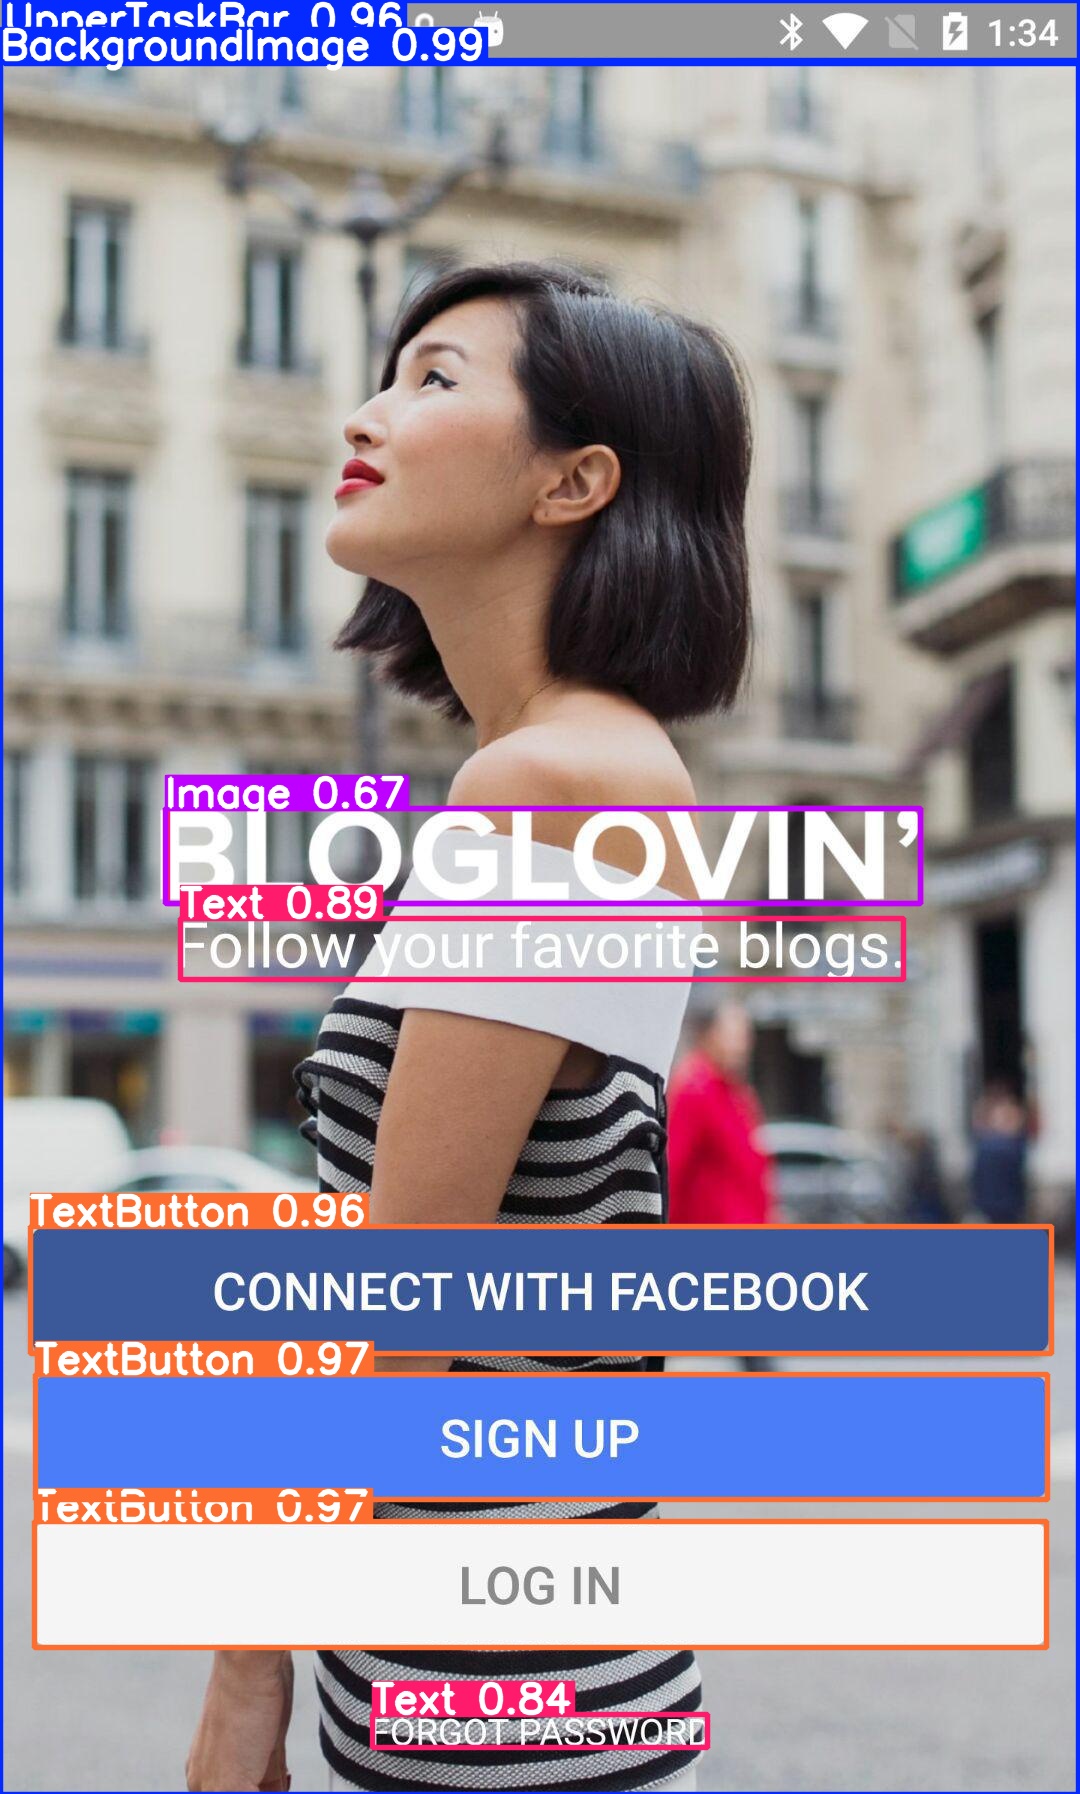 UpperTaskBar 0.96
1:34
BackgroundImage 0.99
Image 0.67
BLOGLOVIN’
Text 0.89
Follow your favorite blogs.
TextButton 0.96
CONNECT WITH FACEBOOK
TextButton 0.97
SIGN UP
TextButton 0.97
LOG IN
Text 0.84
FORGOT PASSWORD